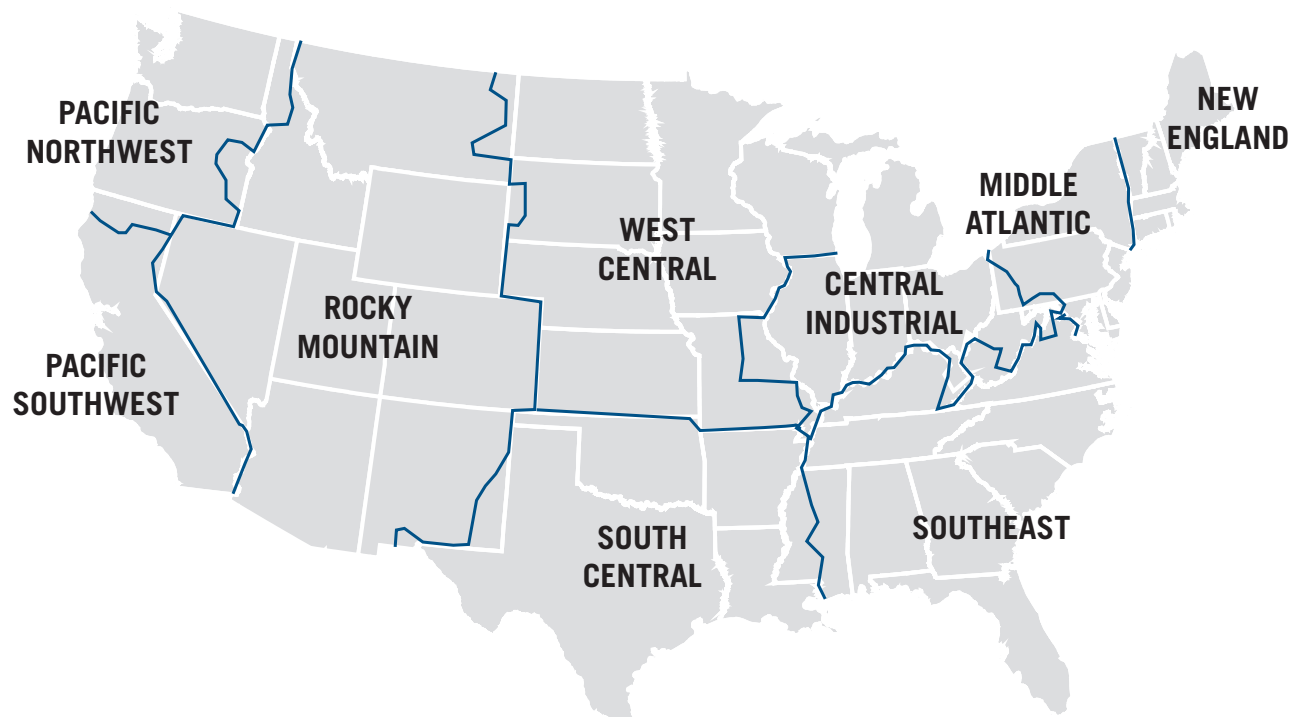 PACIFIC
NORTHWEST
NEW
ENGLAND
MIDDLE
ATLANTIC
WEST
CENTRAL
CENTRAL
INDUSTRIAL
ROCKY
MOUNTAIN
PACIFIC
SOUTHWEST
SOUTHEAST
SOUTH
CENTRAL